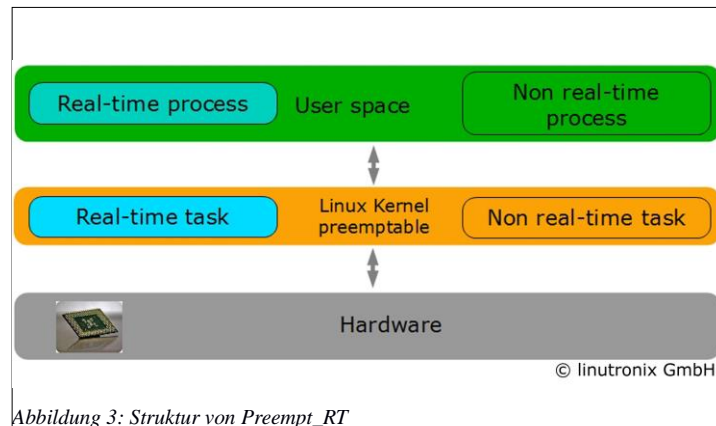 Real-time process
User space
Non real-time
process
Real-time task
Linux Kernel
preemptable
Non real-time task
Hardware
© linutronix GmbH
Abbildung 3: Struktur von Preempt_RT